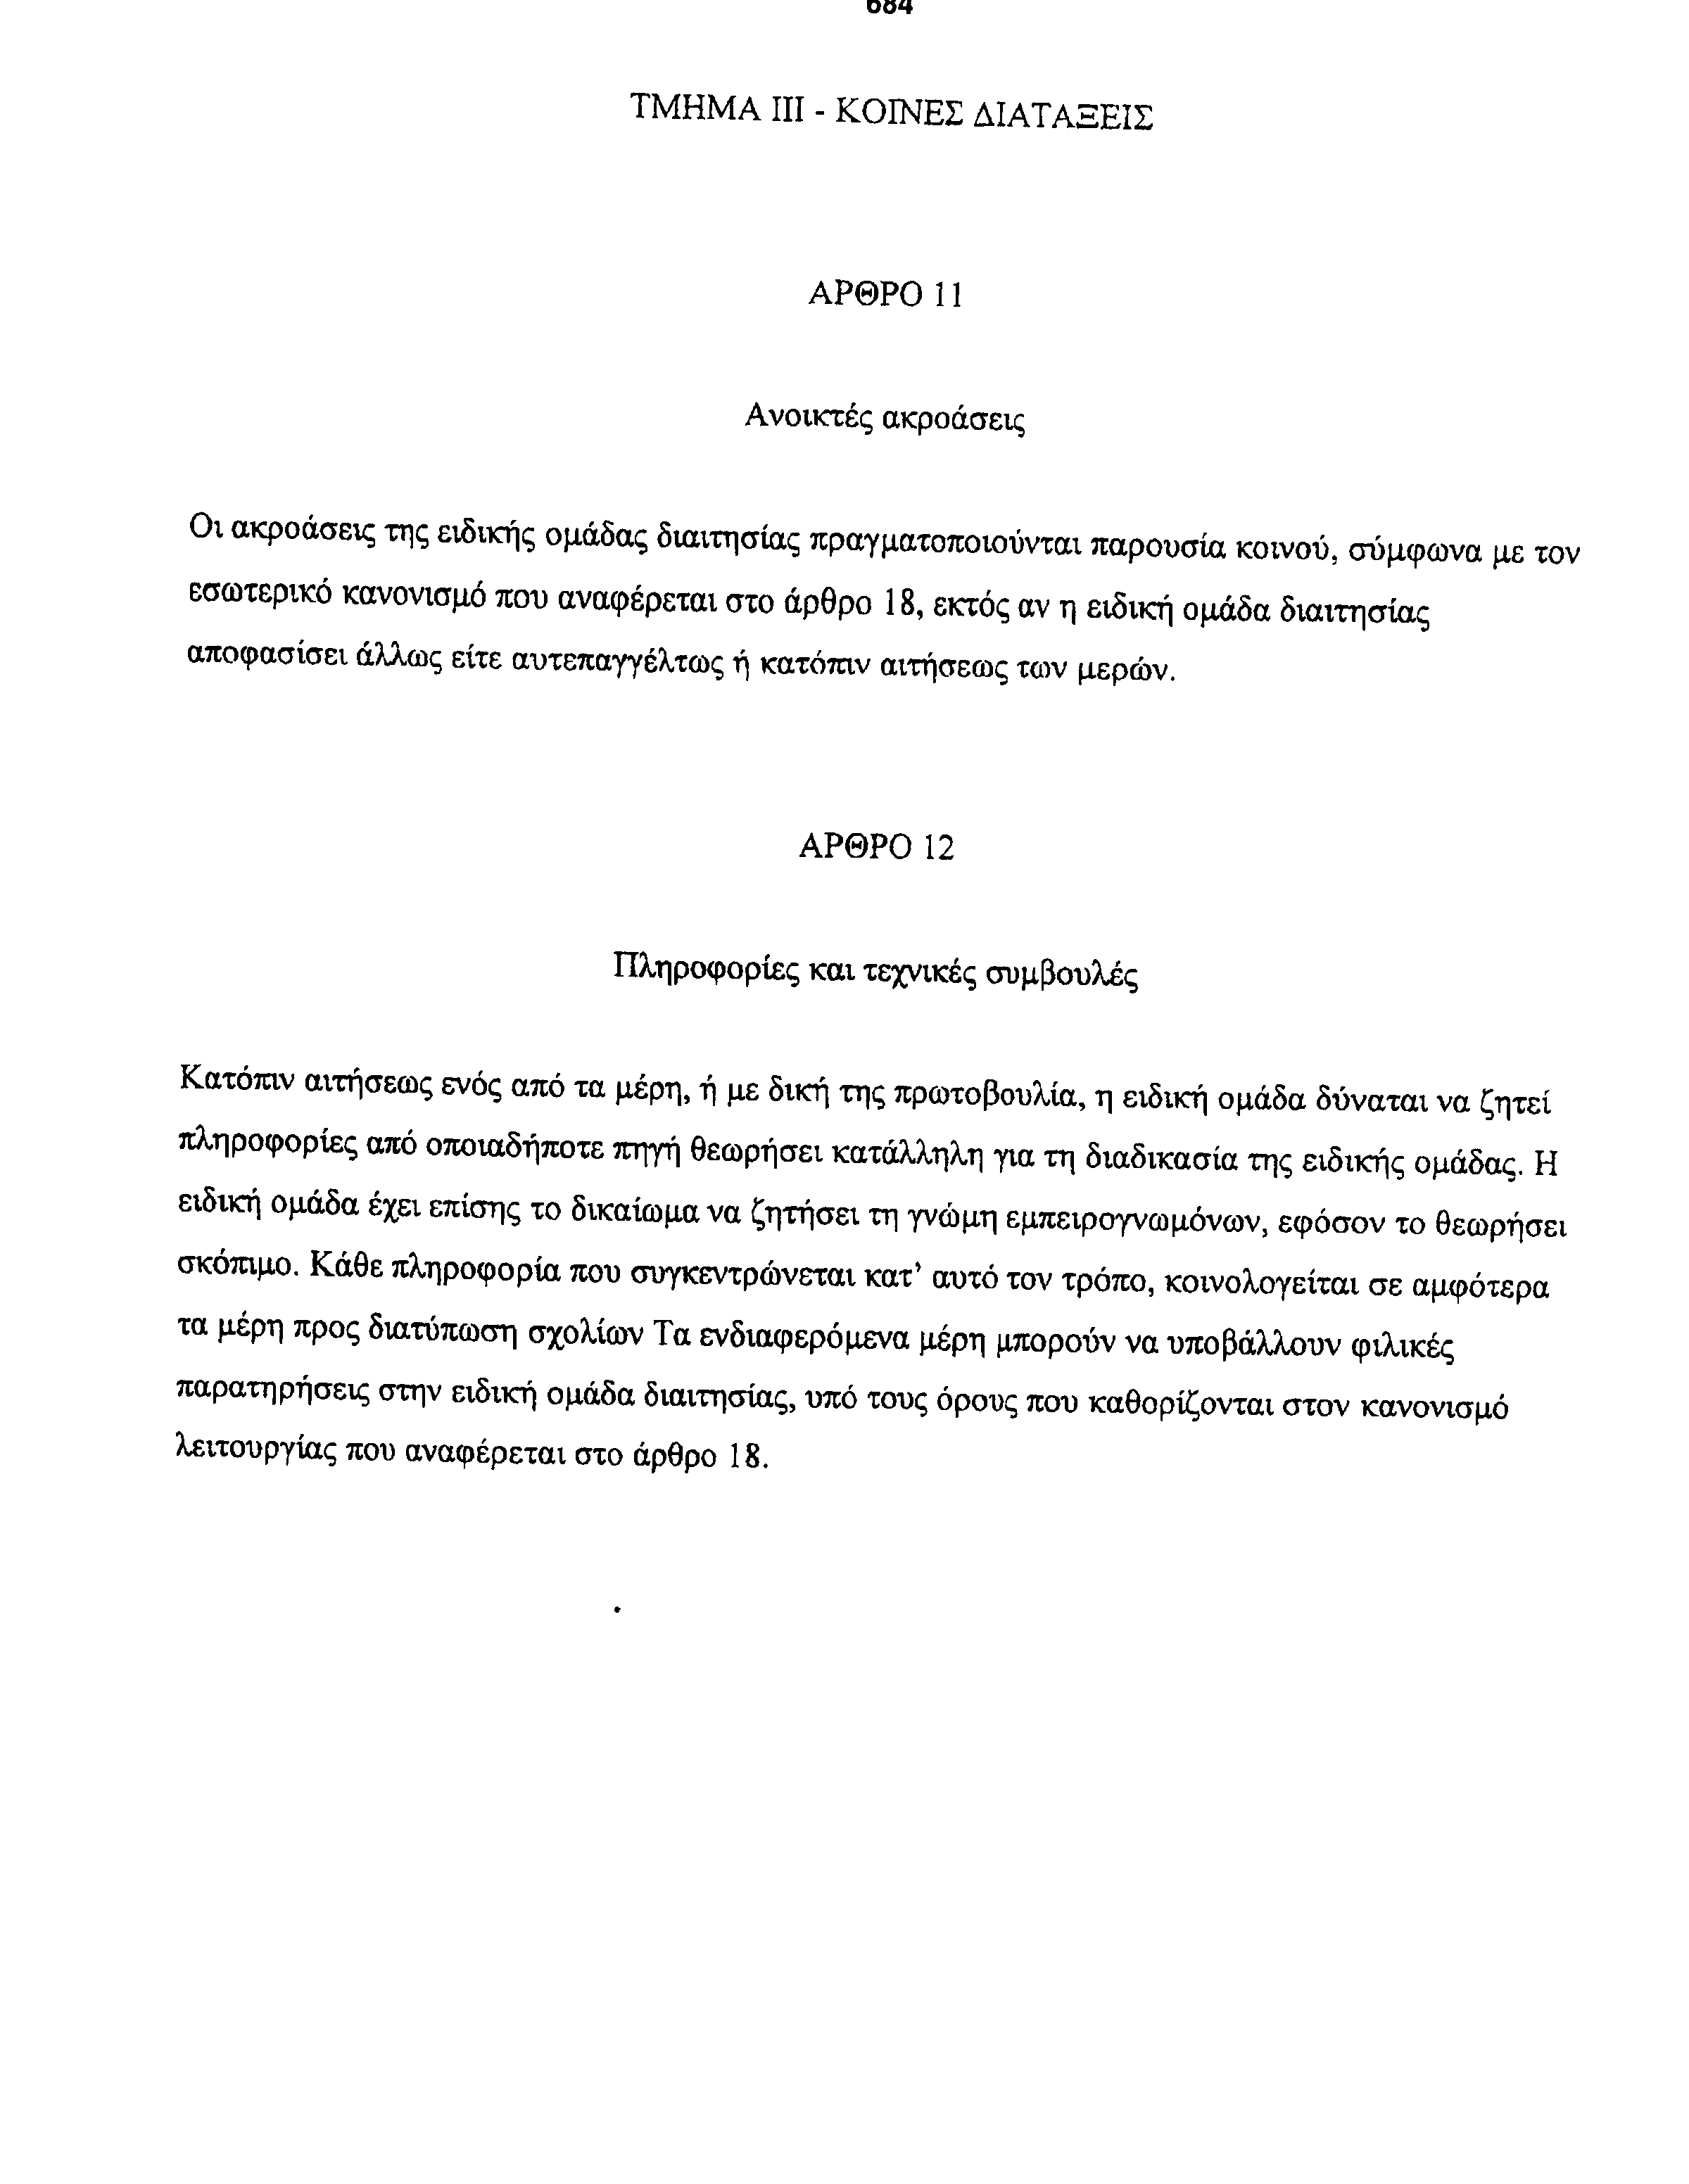 684
ΤΜΗΜΑ ΙΙΙ - ΚΟΙΝΕΣ ΔΙΑΤΑΞΕΙΣ
ΑΡΘΡΟ 11
Ανοικτές ακροάσεις
Οι ακροάσεις της ειδικής ομάδας διαιτησίας πραγματοποιούνται παρουσία κοινού, σύμφωνα με τον
εσωτερικό κανονισμό που αναφέρεται στο άρθρο 18, εκτός αν η ειδική ομάδα διαιτησίας
αποφασίσει άλλως είτε αυτεπαγγέλτως ή κατόπιν αιτήσεως των μερών.
ΑΡΘΡΟ 12
Πληροφορίες και τεχνικές συμβουλές
Κατόπιν αιτήσεως ενός από τα μέρη, ή με δική της πρωτοβουλία, η ειδική ομάδα δύναται να ζητεί
πληροφορίες από οποιαδήποτε πηγή θεωρήσει κατάλληλη για τη διαδικασία της ειδικής ομάδας. Η
ειδική ομάδα έχει επίσης το δικαίωμα να ζητήσει τη γνώμη εμπειρογνωμόνων, εφόσον το θεωρήσει
σκόπιμο. Κάθε πληροφορία που συγκεντρώνεται κατ' αυτό τον τρόπο, κοινολογείται σε αμφότερα
τα μέρη προς διατύπωση σχολίων Τα ενδιαφερόμενα μέρη μπορούν να υποβάλλουν φιλικές
παρατηρήσεις στην ειδική ομάδα διαιτησίας, υπό τους όρους που καθορίζονται στον κανονισμό
λειτουργίας που αναφέρεται στο άρθρο 18.